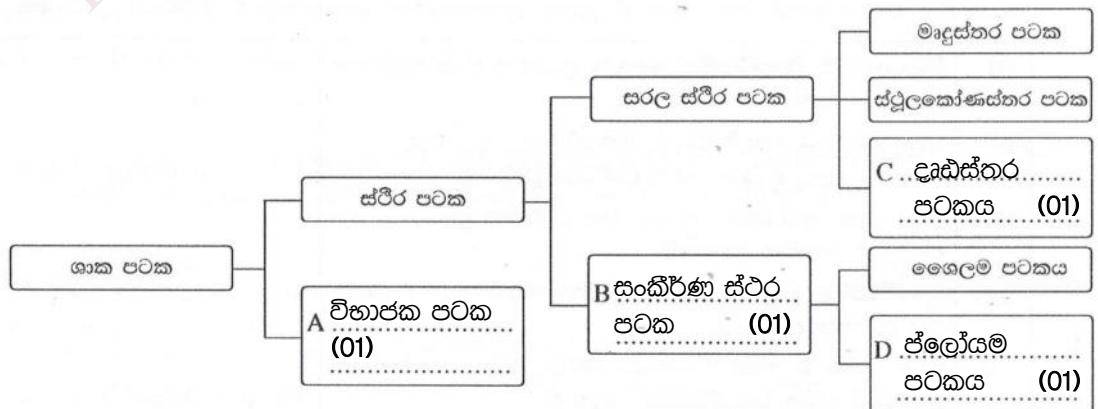 මෘදුස්තර පටක
සරල ස්ථිර පටක
ස්ථූලකෝණස්තර පටක
C දෘඪස්තර
පටකය (01)
ස්ථිර පටක
ශාක පටක
ශෛලම පටකය
B සංකීර්ණ ස්ථර
පටක (01)
A විභාජක පටක
(01)
D ප්ලෝයම
පටකය (01)